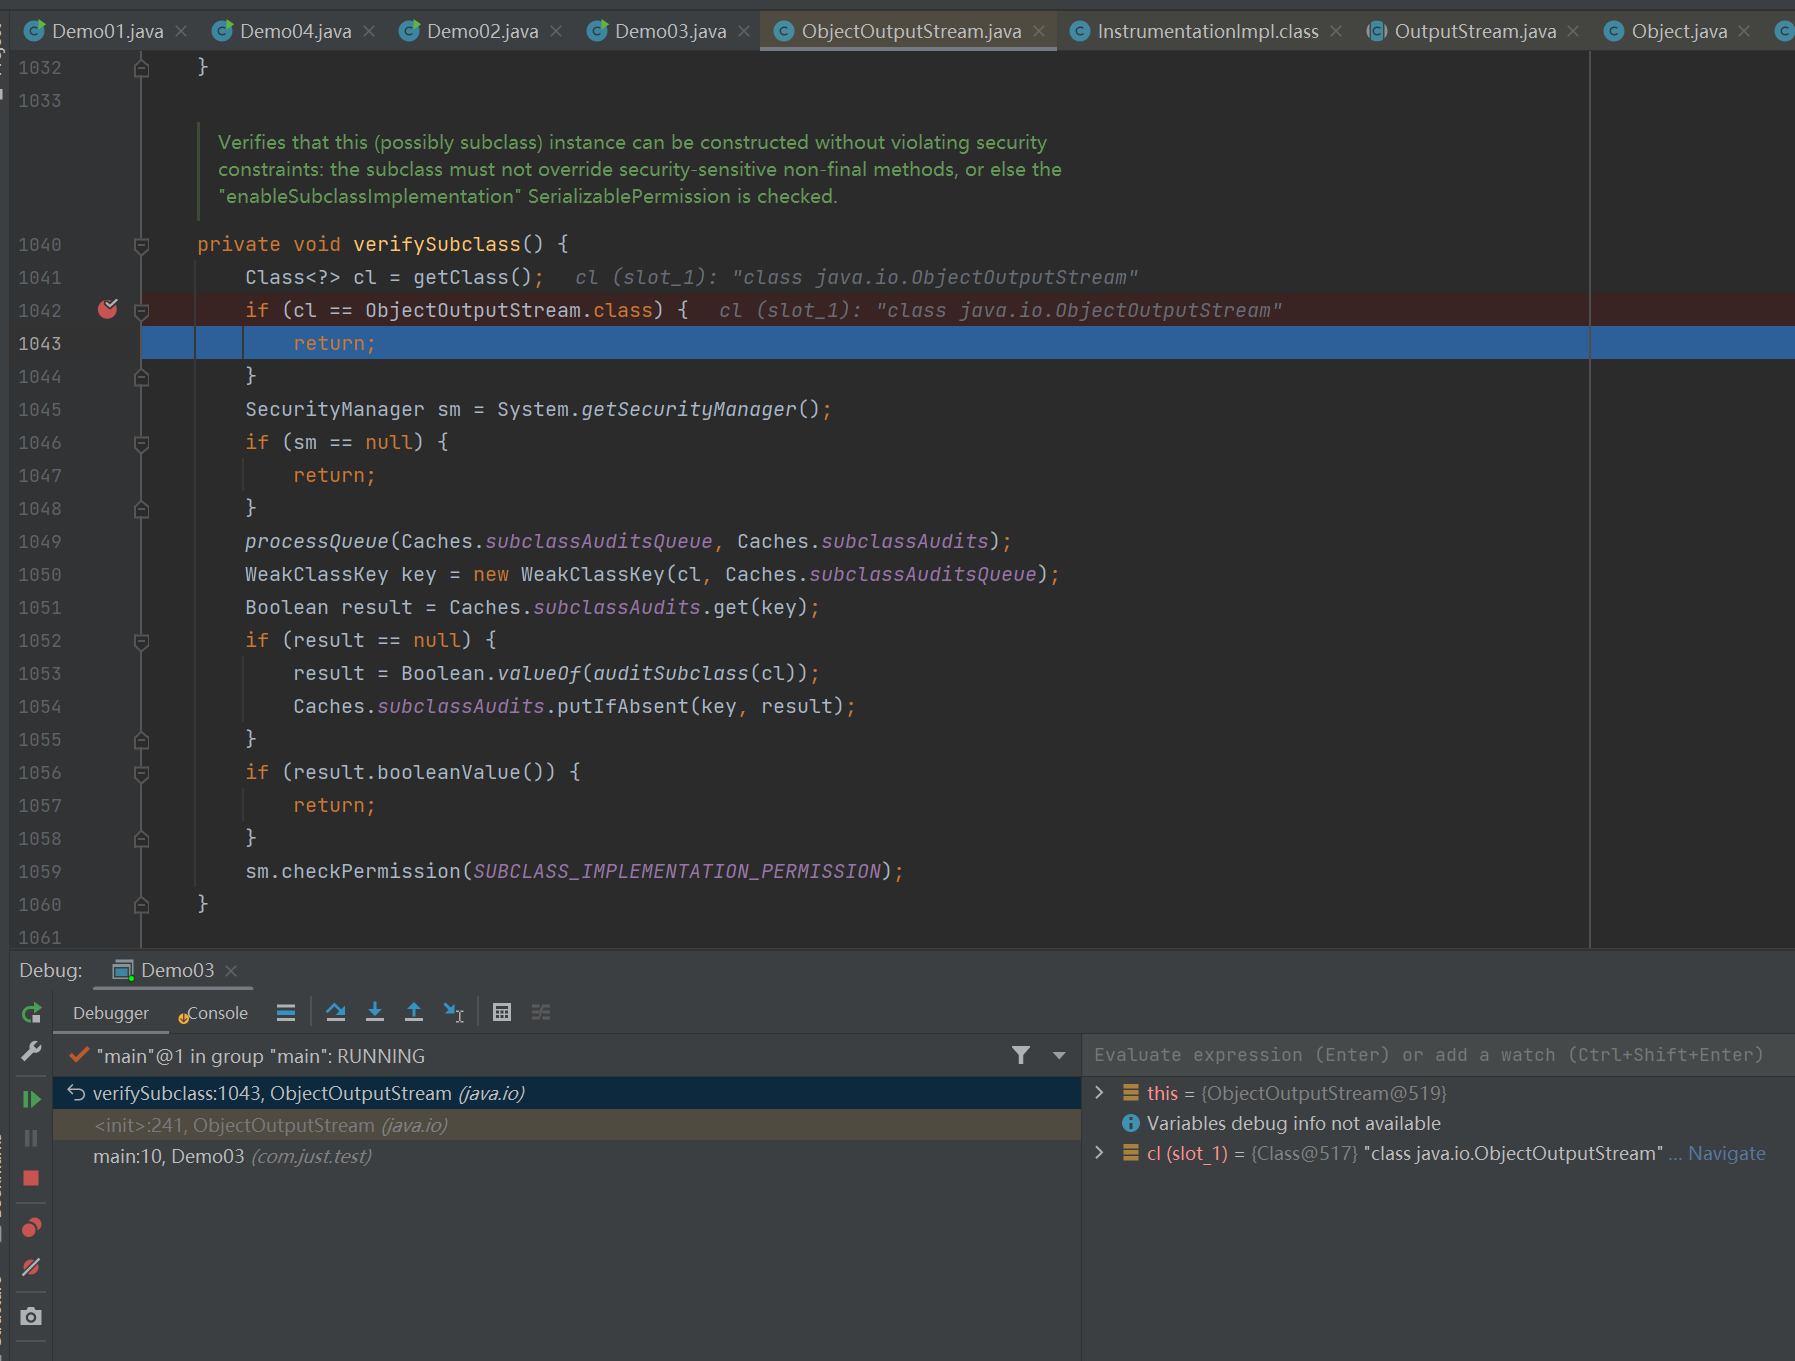 Demo01.java Demo04.java Demo02.java Demo03.java ObjectOutputStream.java InstrumentationImpl.class OutputStream.java Object.java
1032 }
1033
Verifies that this (possibly subclass) instance can be constructed without violating security
constraints: the subclass must not override security-sensitive non-final methods, or else the
"enableSubclassImplementation" SerializablePermission is checked.
1040 private void verifySubclass() {
1041 Class<?> cl = getClass(); cl (slot_1): "class java.io.ObjectOutputStream"
1042 if (cl == ObjectOutputStream.class) { cl (slot_1): "class java.io.ObjectOutputStream"
1043 return;
1044 }
1045 SecurityManager sm = System.getSecurityManager();
1046 if (sm == null) {
1047 return;
1048 }
1049 processQueue(Caches.subclassAuditsQueue, Caches.subclassAudits);
1050 WeakClassKey key = new WeakClassKey(cl, Caches.subclassAuditsQueue);
1051 Boolean result = Caches.subclassAudits.get(key);
1052 if (result == null) {
1053 result = Boolean.valueOf(auditSubclass(cl));
1054 Caches.subclassAudits.putIfAbsent(key, result);
1055 }
1056 if (result.booleanValue()) {
1057 return;
1058 }
1059 sm.checkPermission(SUBCLASS_IMPLEMENTATION_PERMISSION);
1060 }
1061
Debug: Demo03
Debugger Console
"main"@1 in group "main": RUNNING
Evaluate expression (Enter) or add a watch (Ctrl+Shift+Enter)
verifySubclass:1043, ObjectOutputStream (java.io)
<init>:241, ObjectOutputStream (java.io)
main:10, Demo03 (com.just.test)
this = {ObjectOutputStream@519}
Variables debug info not available
cl (slot_1) = {Class@517} "class java.io.ObjectOutputStream" ... Navigate